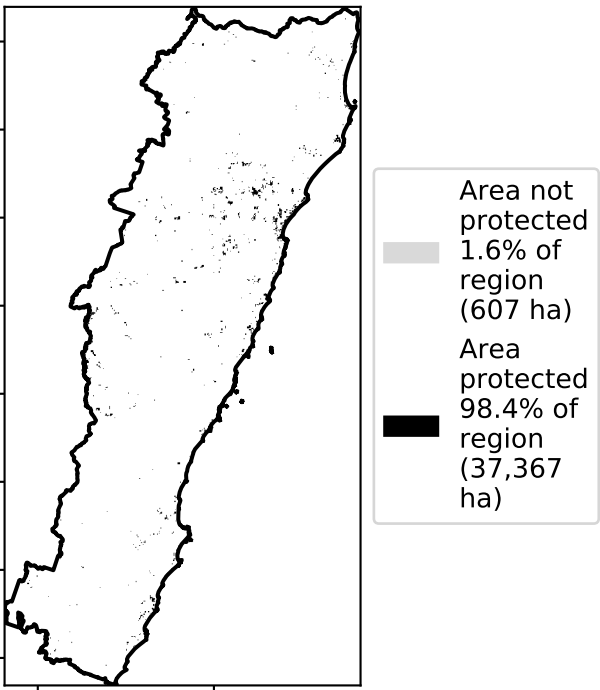 Area not
protected
1.6% of
region
(607 ha)
Area
protected
98.4% of
region
(37,367
ha)